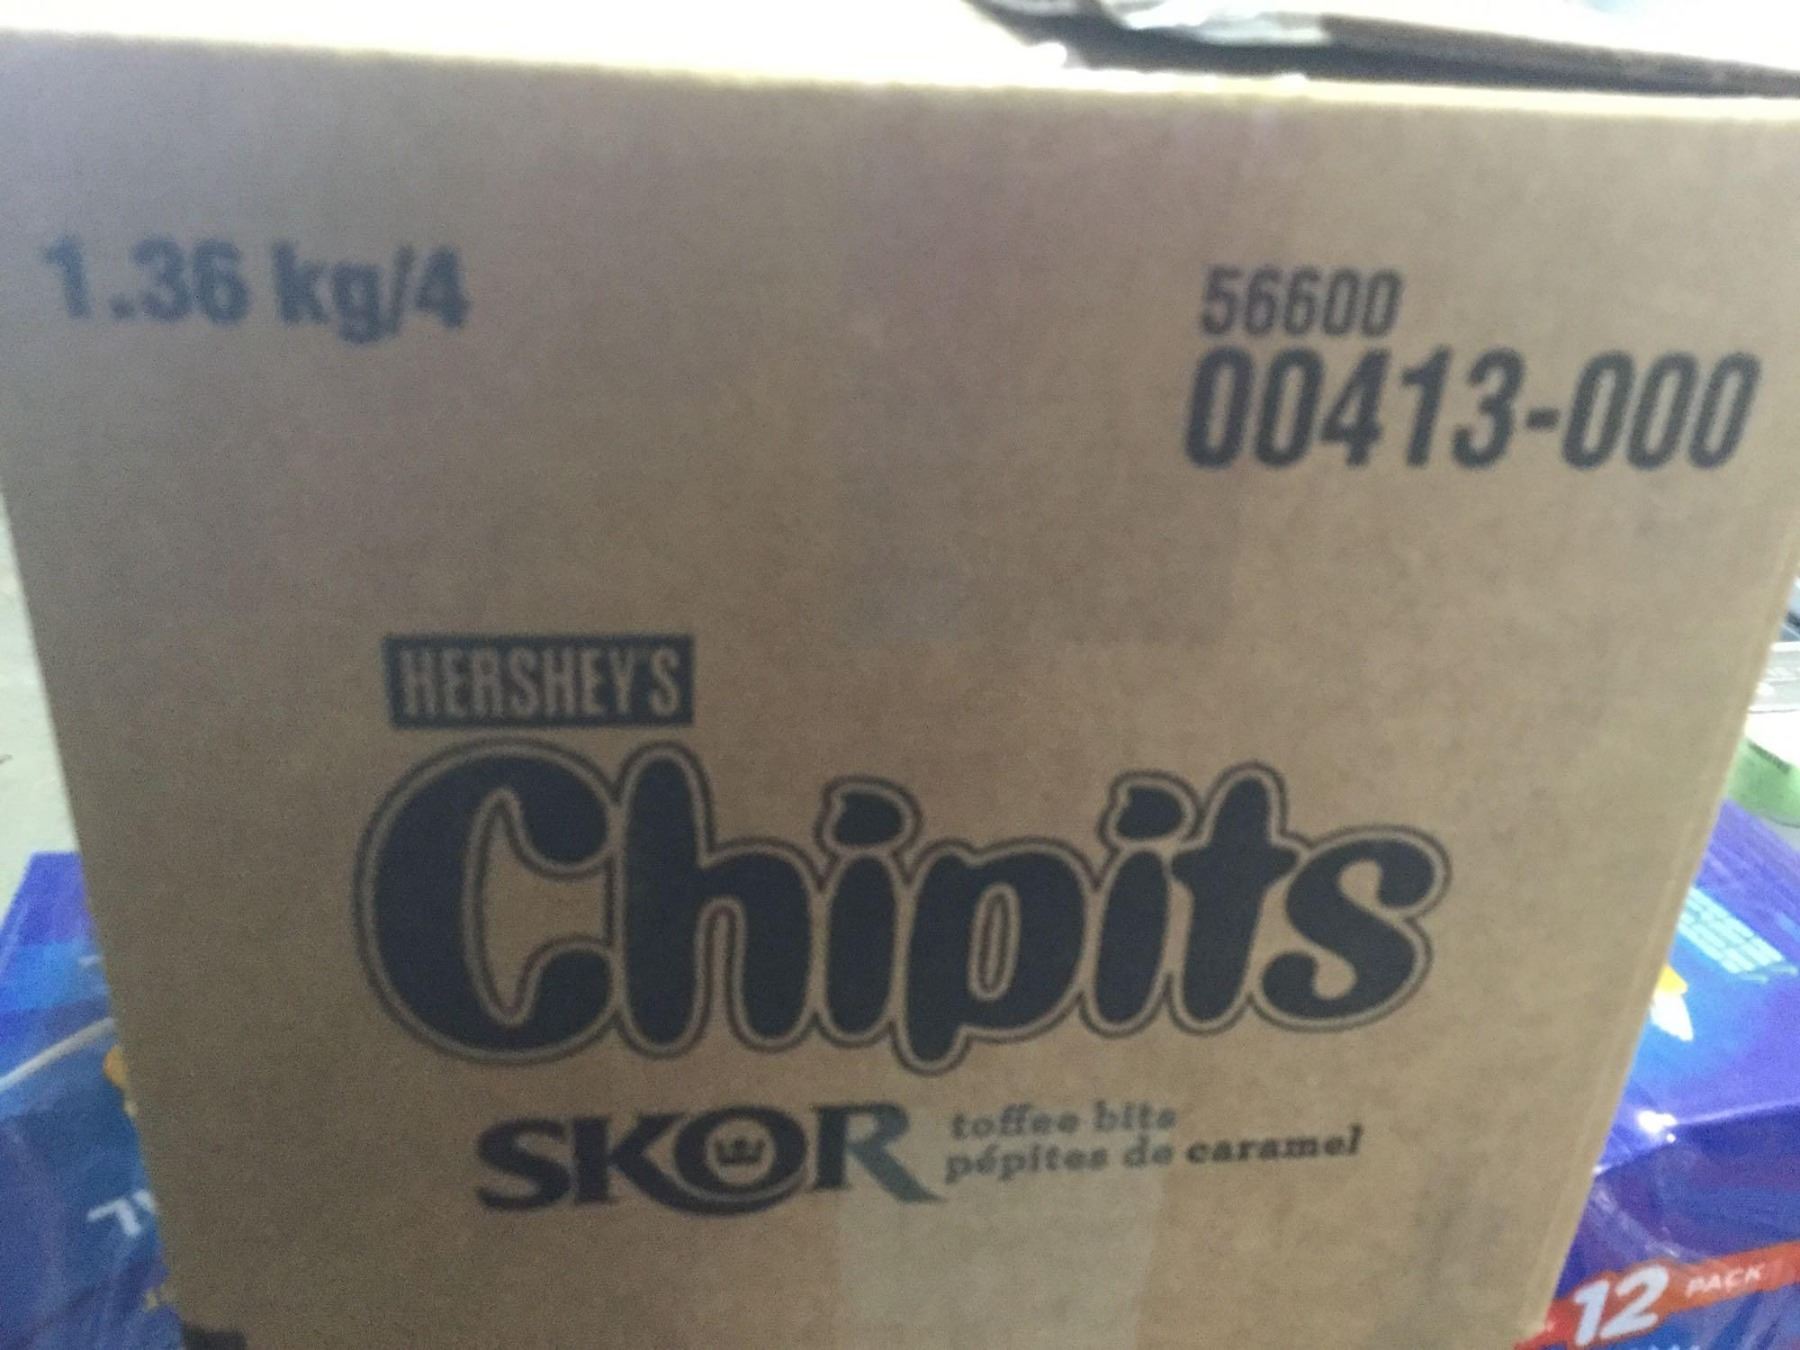 1.36 kg/4
56600
00413-000
HERSHEY'S
Chipits
SKOR
toffee bits
pépites de caramel
12 PACK